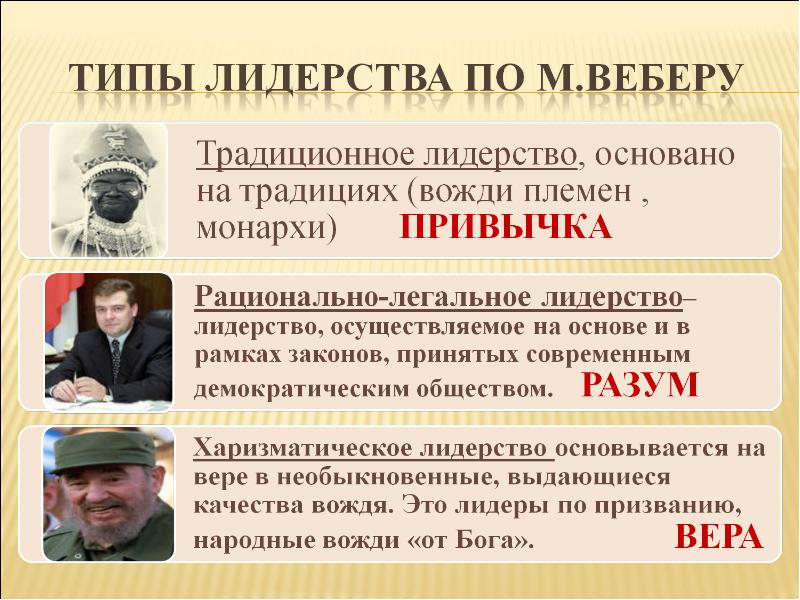 ТИПЫ ЛИДЕРСТВА ПО М.ВЕБЕРУ
Традиционное лидерство, основано
на традициях (вожди племен ,
монархи) ПРИВЫЧКА
Рационально-легальное лидерство–
лидерство, осуществляемое на основе и в
рамках законов, принятых современным
демократическим обществом. РАЗУМ
Харизматическое лидерство основывается на
вере в необыкновенные, выдающиеся
качества вождя. Это лидеры по призванию,
народные вожди «от Бога». ВЕРА